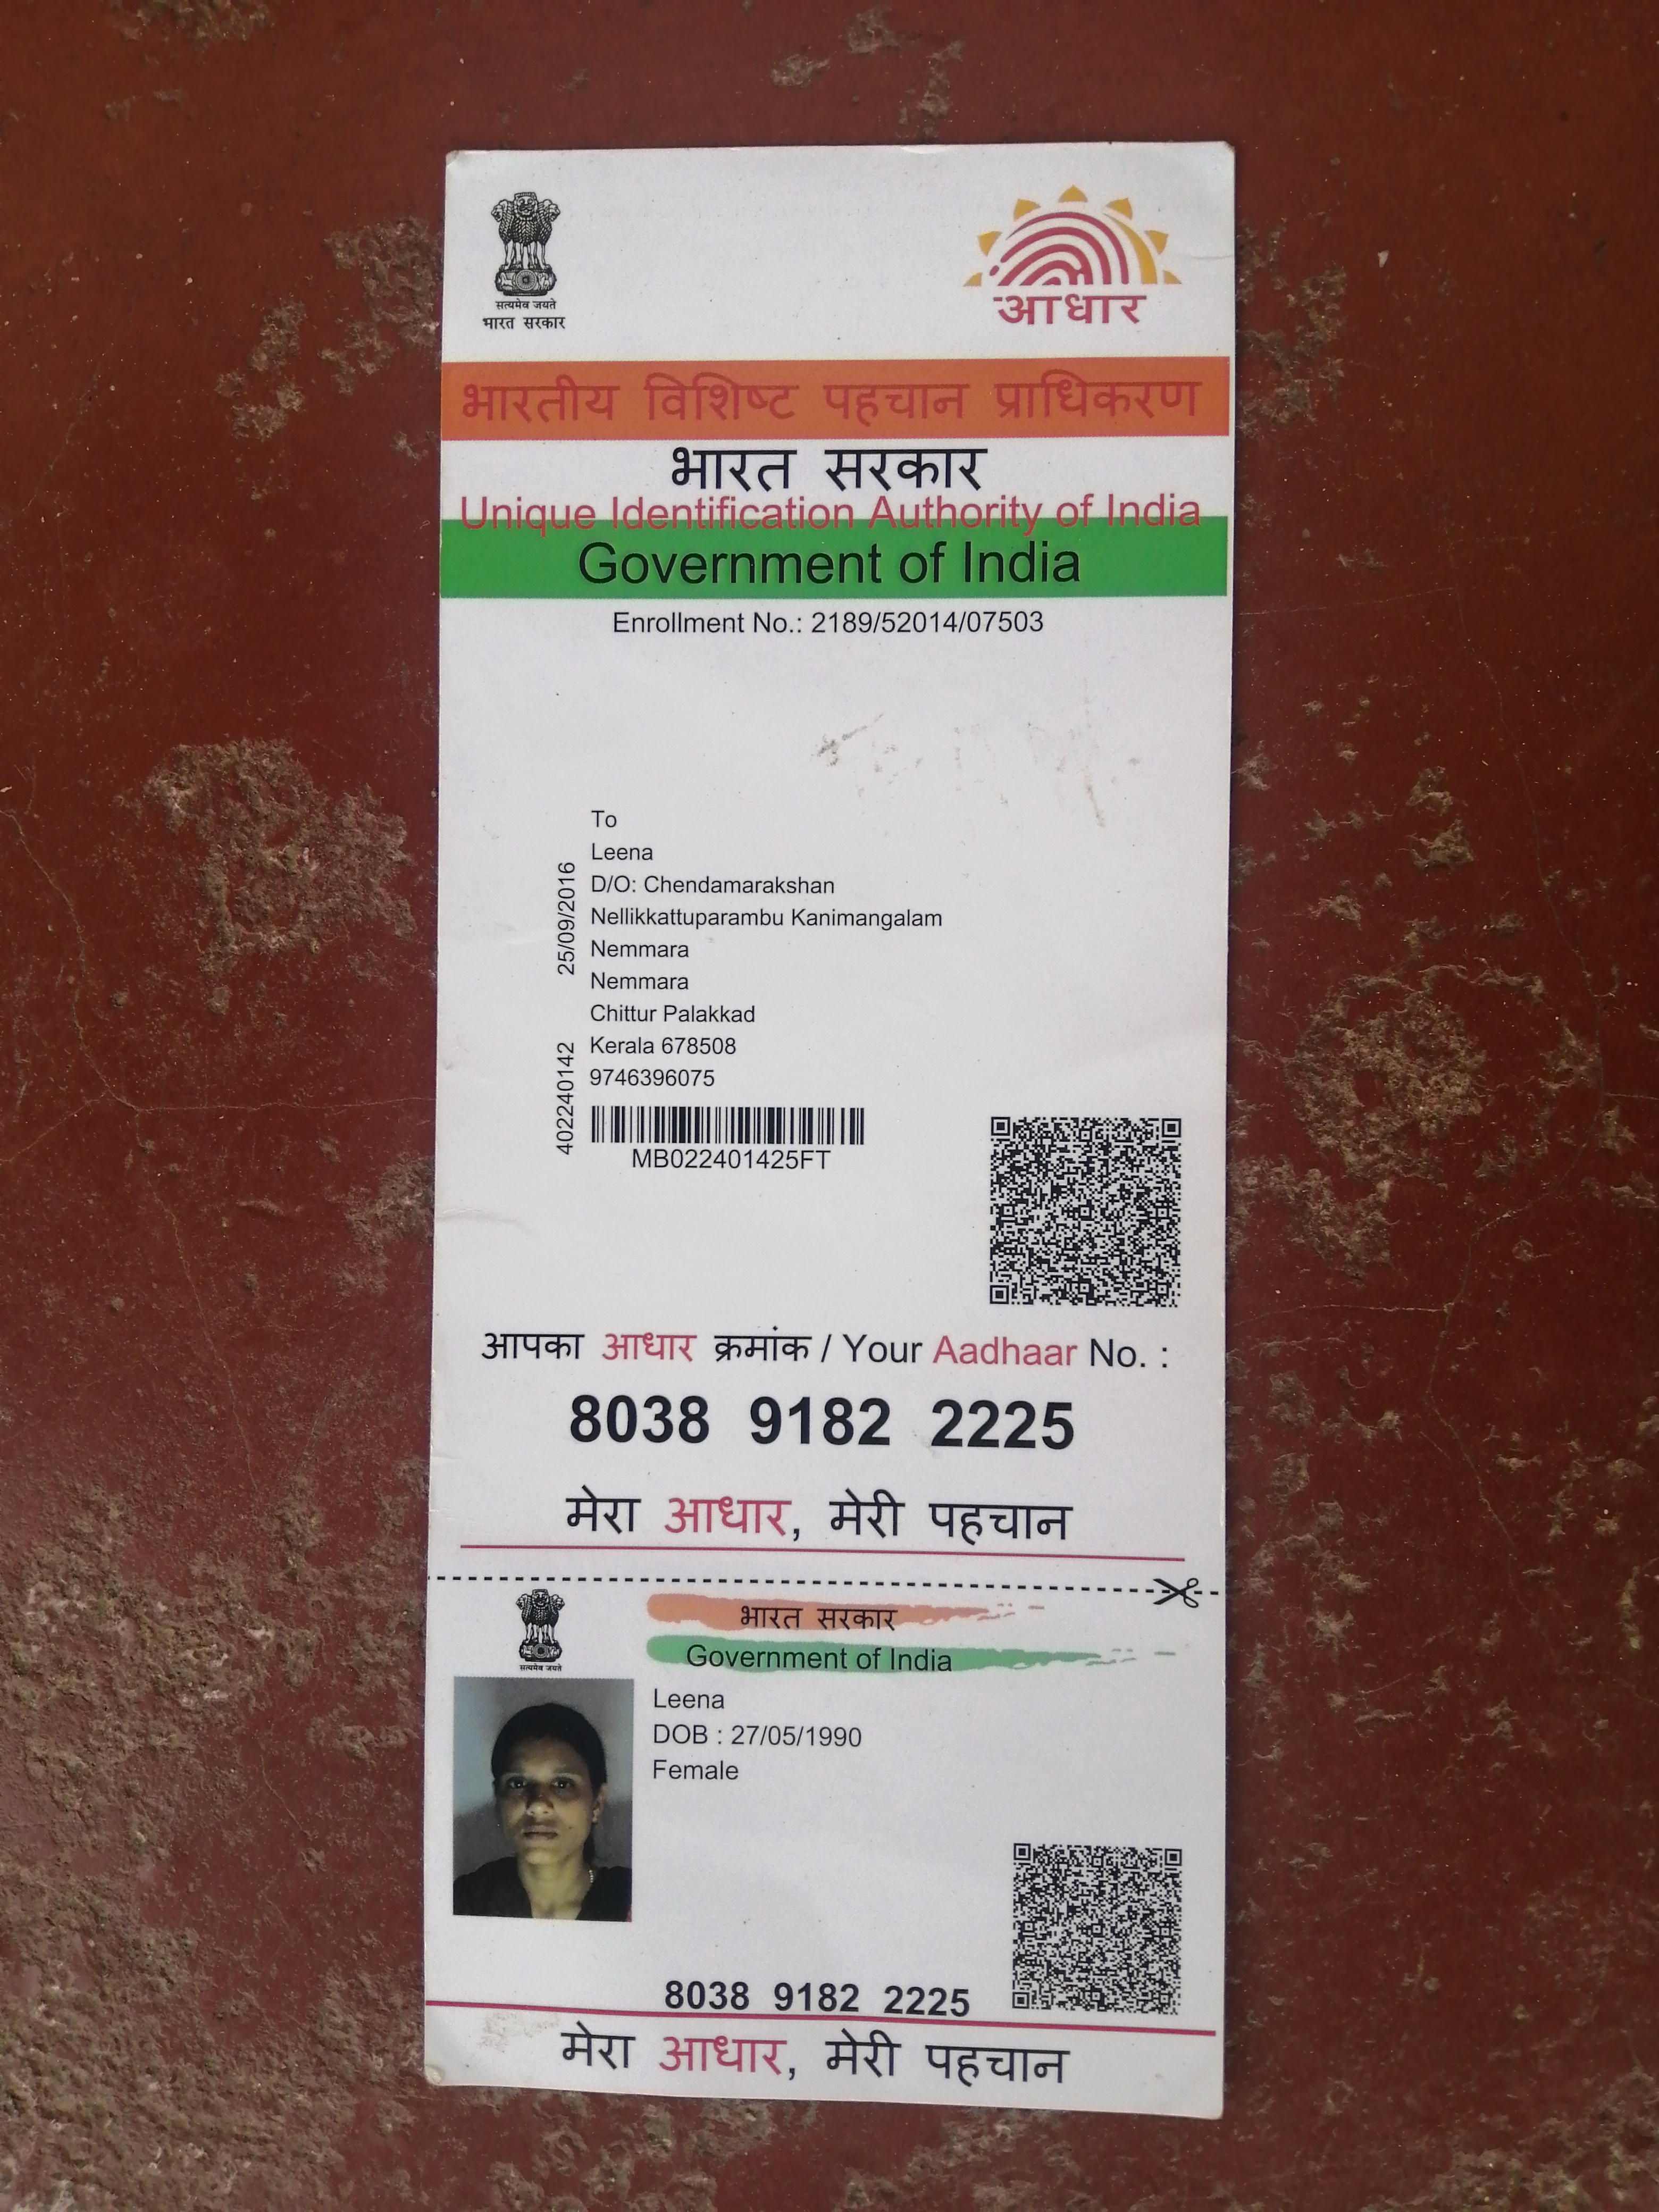 सत्यमेव जयते
भारत सरकार
आधार
भारतीय विशिष्ट पहचान प्राधिकरण
भारत सरकार
Unique Identification Authority of India
Government of India
Enrollment No.: 2189/52014/07503
To
Leena
D/O: Chendamarakshan
Nellikkattuparambu Kanimangalam
Nemmara
Nemmara
Chittur Palakkad
Kerala 678508
9746396075
25/09/2016
402240142
MB022401425FT
आपका आधार क्रमांक / Your Aadhaar No. :
8038 9182 2225
मेरा आधार, मेरी पहचान
सत्यमेव जयते
भारत सरकार
Government of India
Leena
DOB : 27/05/1990
Female
8038 9182 2225
मेरा आधार, मेरी पहचान